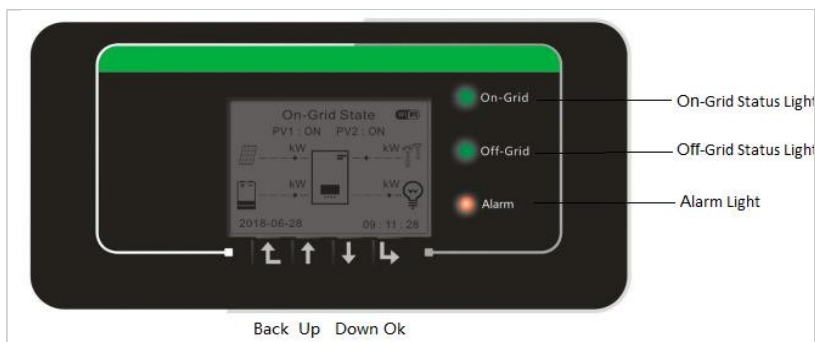 On-Grid State WIFI
PV1 : ON PV2 : ON
kW kW
kW kW
2018-06-28 09 : 11 : 28
On-Grid
Off-Grid
Alarm
On-Grid Status Light
Off-Grid Status Light
Alarm Light
Back Up Down Ok